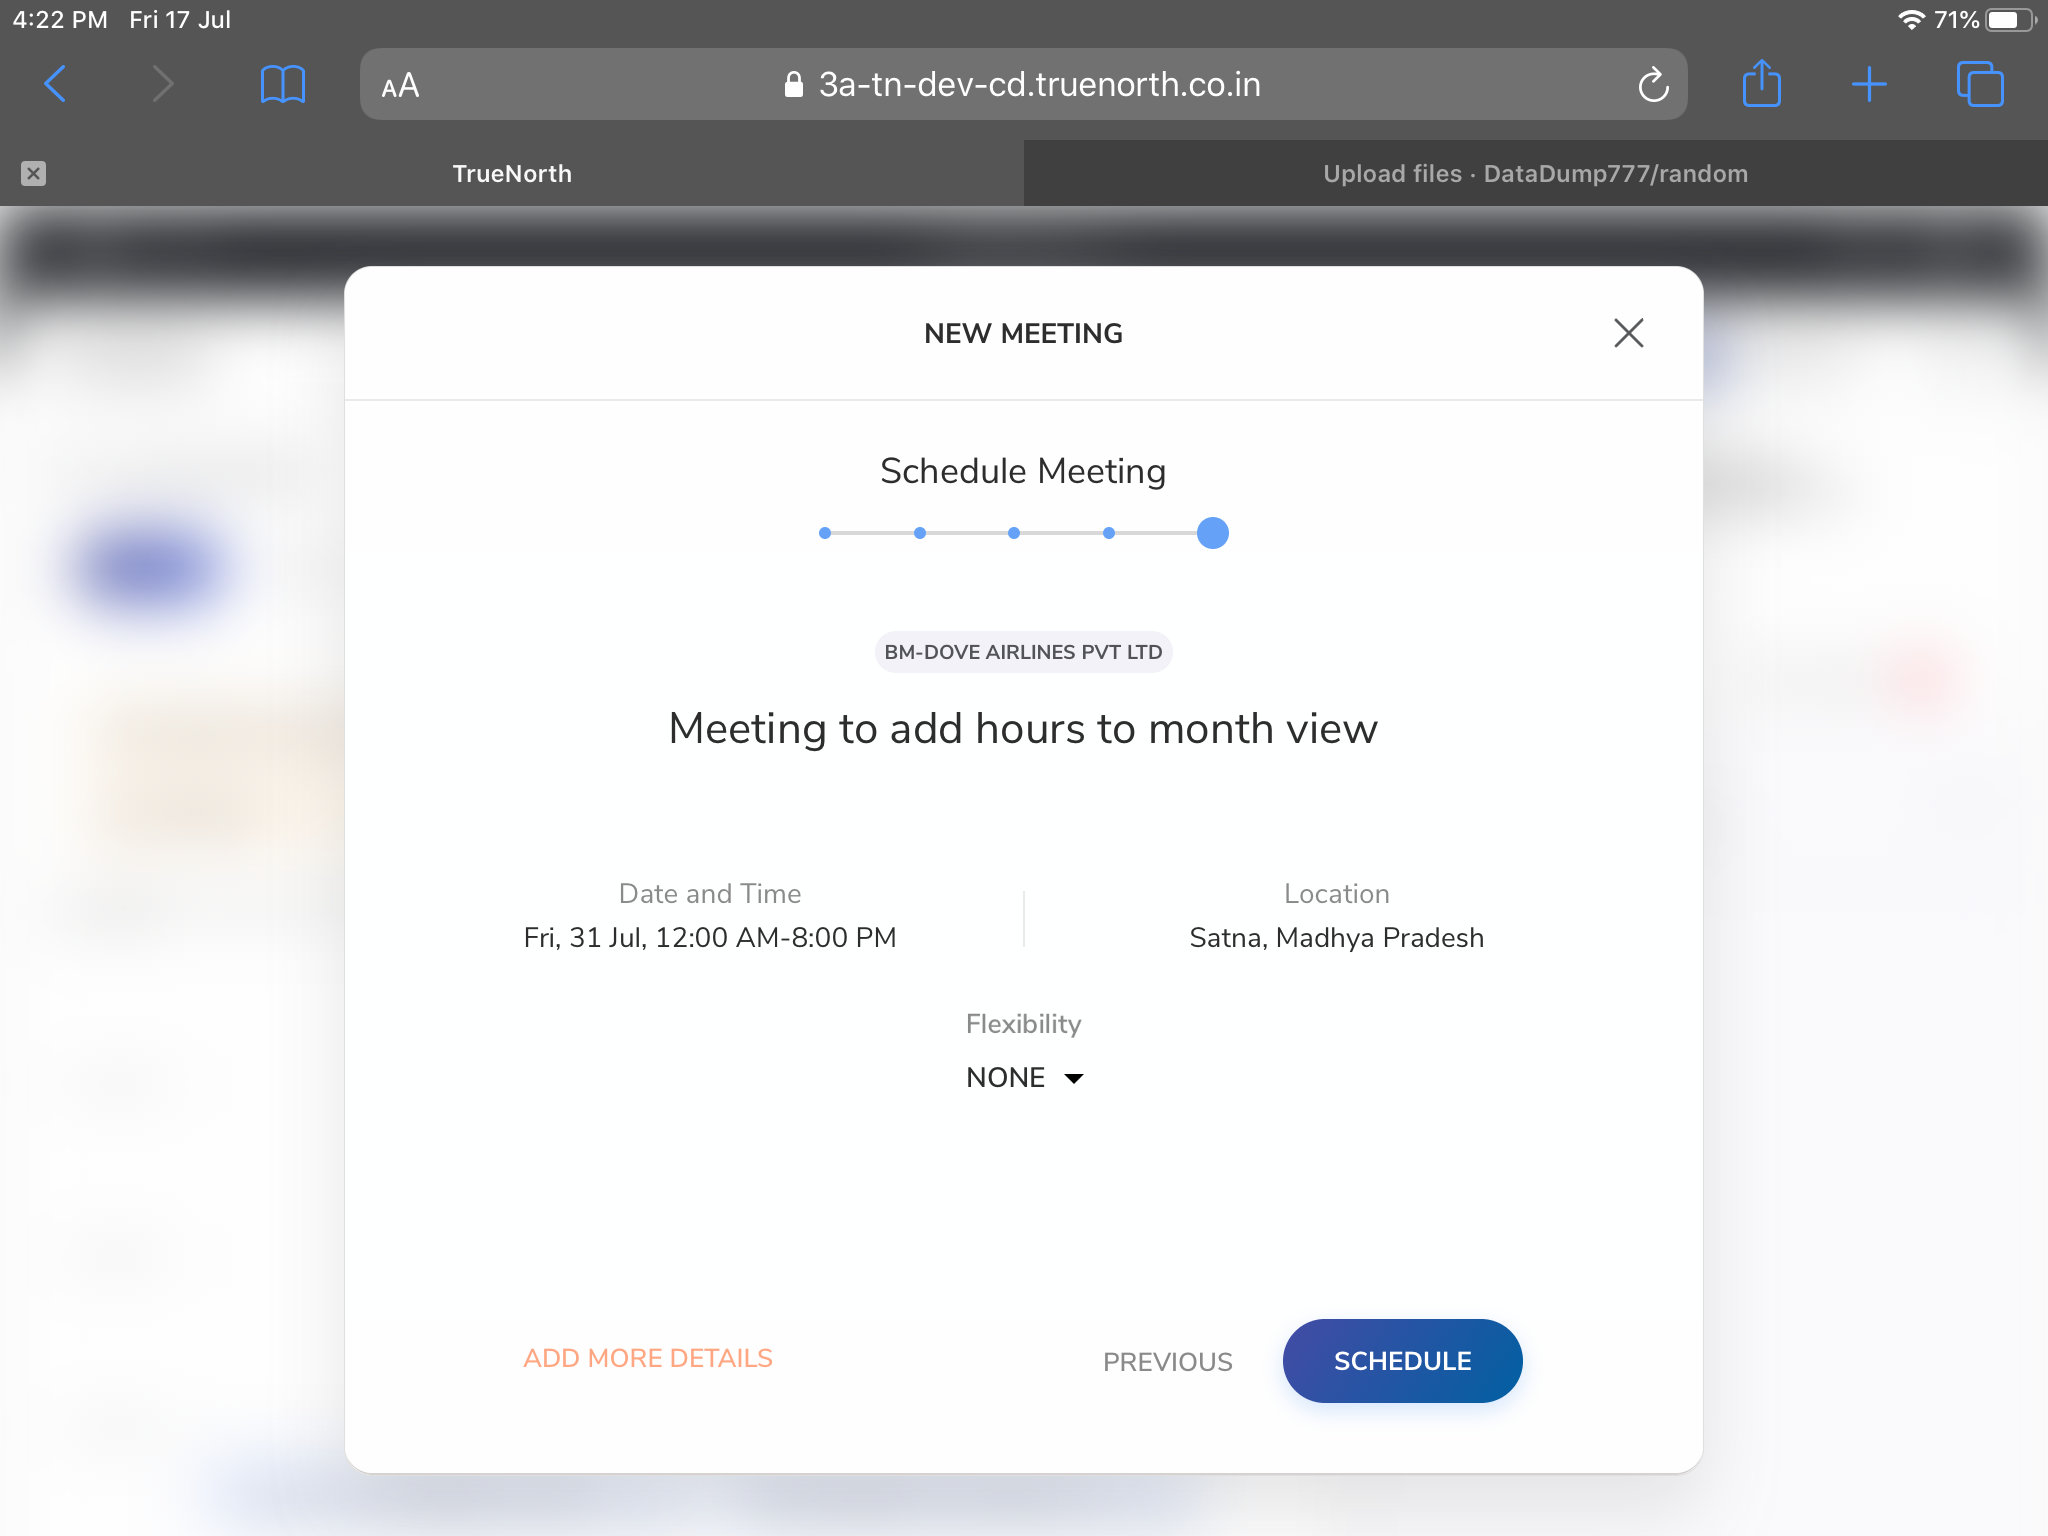 4:22 PM Fri 17 Jul 71%
AA 3a-tn-dev-cd.truenorth.co.in
TrueNorth Upload files · DataDump777/random
NEW MEETING
Schedule Meeting
BM-DOVE AIRLINES PVT LTD
Meeting to add hours to month view
Date and Time Location
Fri, 31 Jul, 12:00 AM-8:00 PM Satna, Madhya Pradesh
Flexibility
NONE
ADD MORE DETAILS PREVIOUS SCHEDULE